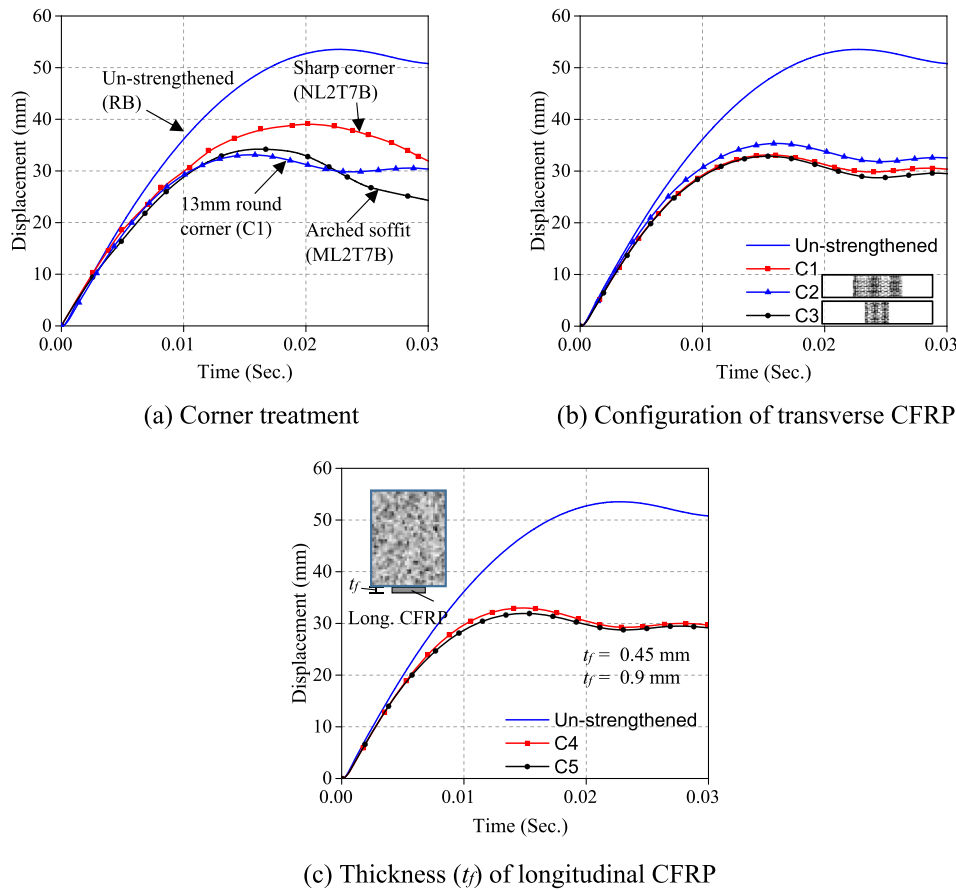 60
50
40
30
20
10
0
Displacement (mm)
Un-strengthened
(RB)
Sharp corner
(NL2T7B)
13mm round
corner (C1)
Arched soffit
(ML2T7B)
0.00 0.01 0.02 0.03
Time (Sec.)
(a) Corner treatment
60
50
40
30
20
10
0
Displacement (mm)
Un-strengthened
C1
C2
C3
0.00 0.01 0.02 0.03
Time (Sec.)
(b) Configuration of transverse CFRP
60
50
40
30
20
10
0
Displacement (mm)
tf
Long. CFRP
tf = 0.45 mm
tf = 0.9 mm
Un-strengthened
C4
C5
0.00 0.01 0.02 0.03
Time (Sec.)
(c) Thickness (tf) of longitudinal CFRP